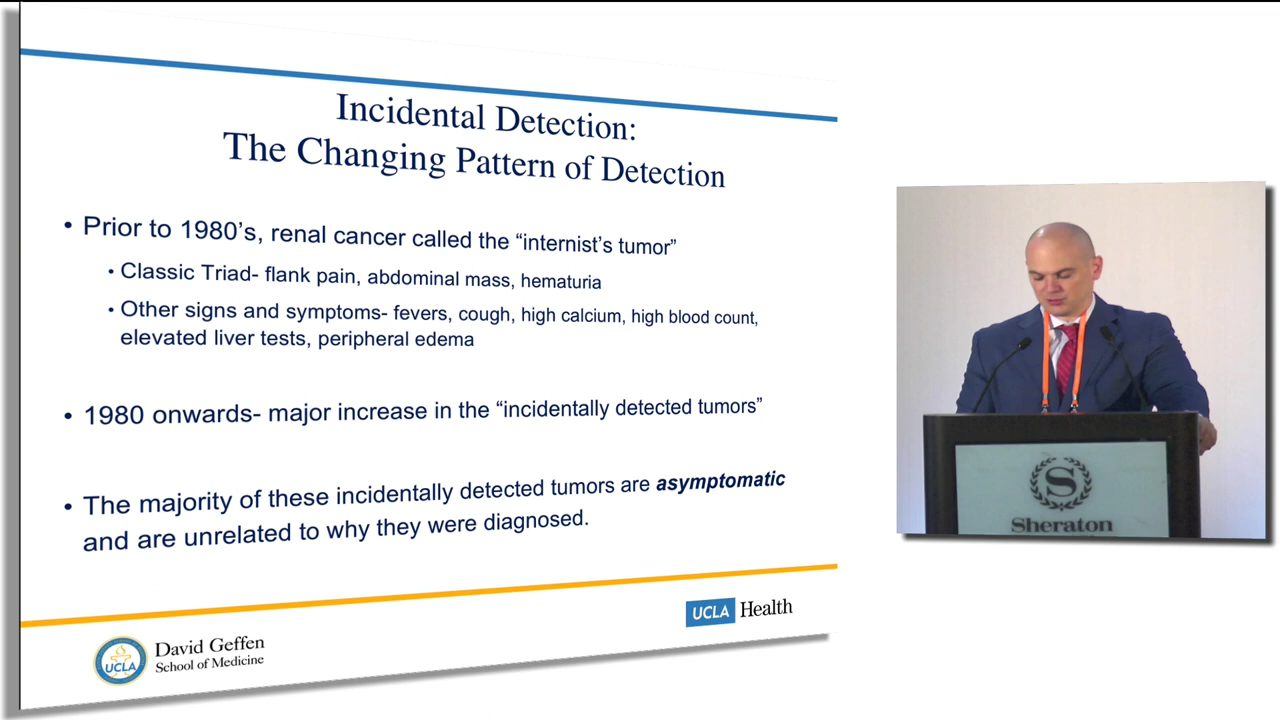 Incidental Detection:
The Changing Pattern of Detection
• Prior to 1980’s, renal cancer called the “internist’s tumor”
• Classic Triad- flank pain, abdominal mass, hematuria
• Other signs and symptoms- fevers, cough, high calcium, high blood count,
elevated liver tests, peripheral edema
• 1980 onwards- major increase in the “incidentally detected tumors”
• The majority of these incidentally detected tumors are asymptomatic
and are unrelated to why they were diagnosed.
UCLA
David Geffen
School of Medicine
UCLA Health
S
Sheraton